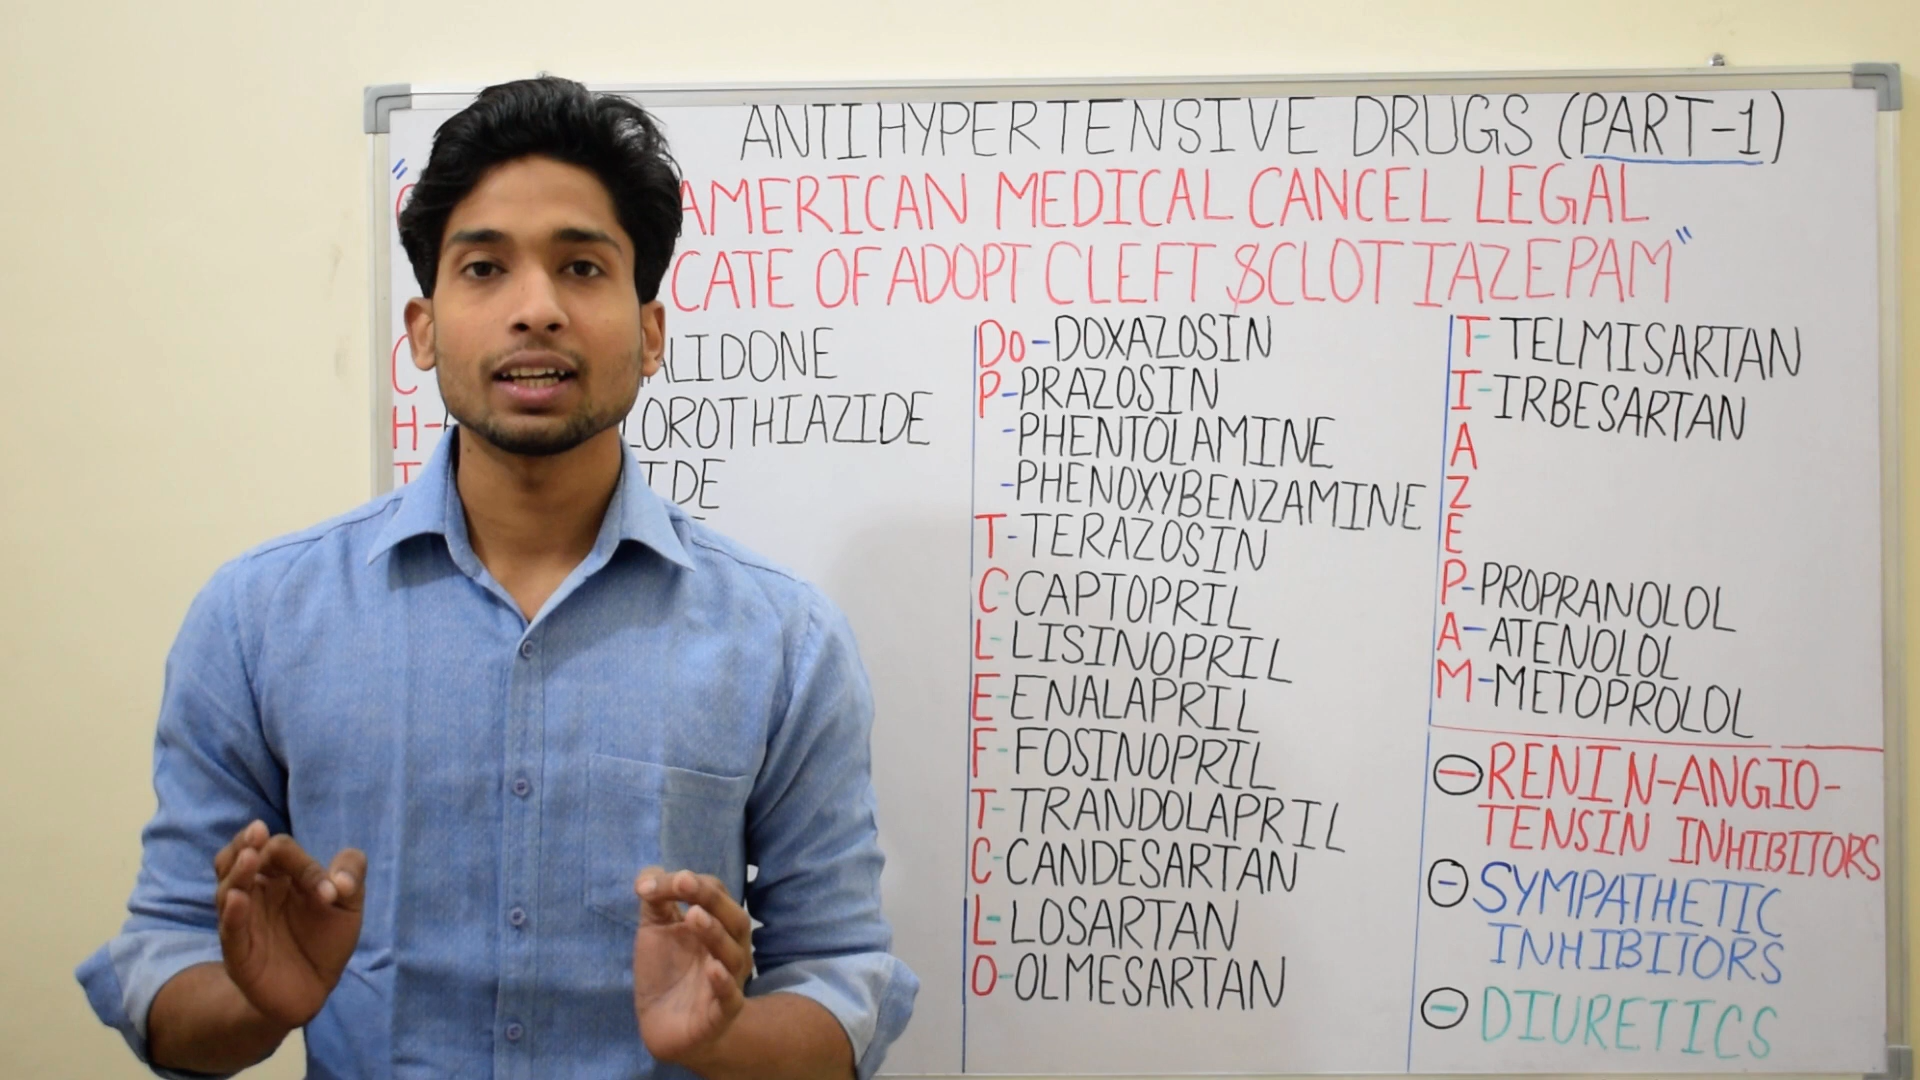 ANTIHYPERTENSIVE DRUGS (PART-1)
AMERICAN MEDICAL CANCEL LEGAL
CATE OF ADOPT CLEFT & CLOTTIAZEPAM"
C ALIDONE
H- LOROTHIAZIDE
IDE
DO-DOXAZOSIN
P-PRAZOSIN
-PHENTOLAMINE
-PHENOXYBENZAMINE
T-TERAZOSIN
C-CAPTOPRIL
L-LISINOPRIL
E-ENALAPRIL
F-FOSINOPRIL
T-TRANDOLAPRIL
C-CANDESARTAN
L-LOSARTAN
O-OLMESARTAN
T-TELMISARTAN
I-IRBESARTAN
A
Z
E
P-PROPRANOLOL
A-ATENOLOL
M-METOPROLOL
⊖ RENIN-ANGIO-
TENSIN INHIBITORS
⊖ SYMPATHETIC
INHIBITORS
⊖ DIURETICS